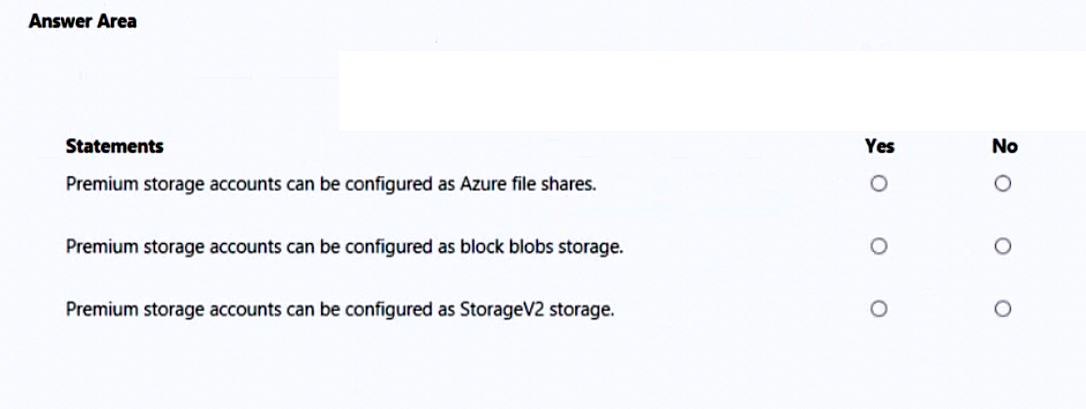 Answer Area
Statements Yes No
Premium storage accounts can be configured as Azure file shares.
Premium storage accounts can be configured as block blobs storage.
Premium storage accounts can be configured as StorageV2 storage.